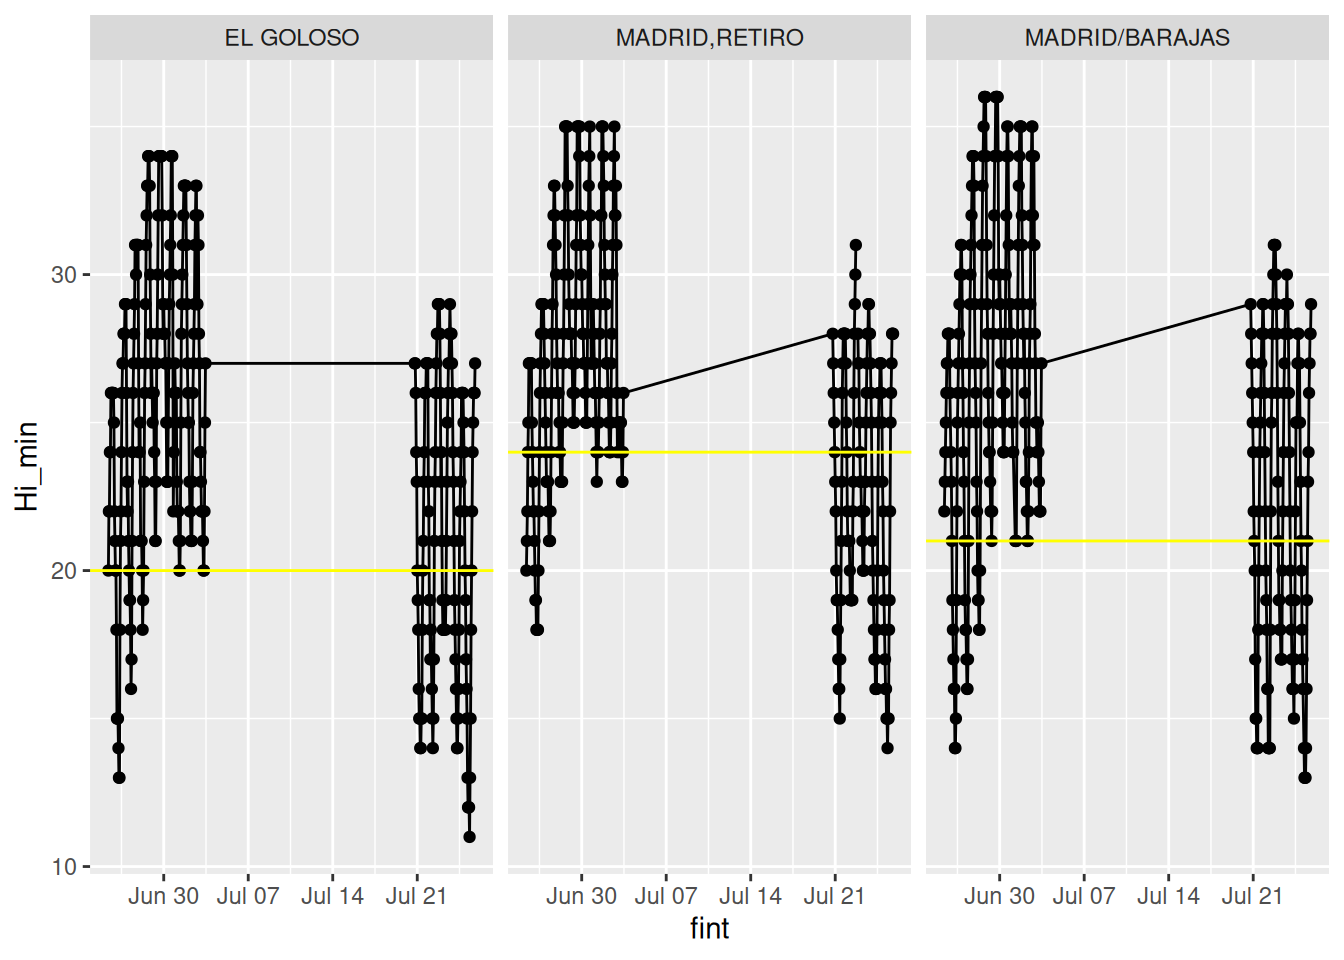 EL GOLOSO MADRID,RETIRO MADRID/BARAJAS
Hi_min
30
20
10
Jun 30 Jul 07 Jul 14 Jul 21 Jun 30 Jul 07 Jul 14 Jul 21 Jun 30 Jul 07 Jul 14 Jul 21
fint